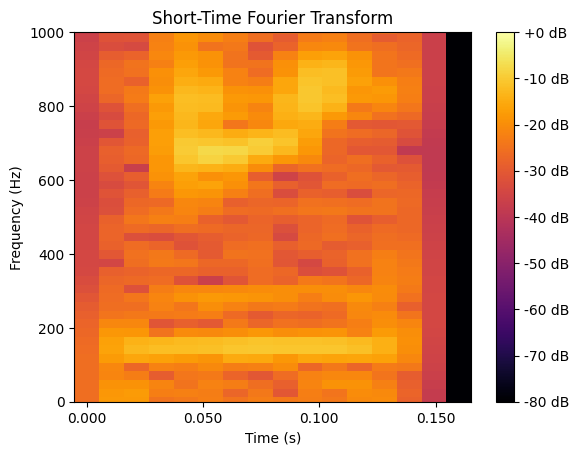 Short-Time Fourier Transform
1000
800
600
400
200
0
Frequency (Hz)
0.000
0.050
0.100
0.150
Time (s)
+0 dB
-10 dB
-20 dB
-30 dB
-40 dB
-50 dB
-60 dB
-70 dB
-80 dB